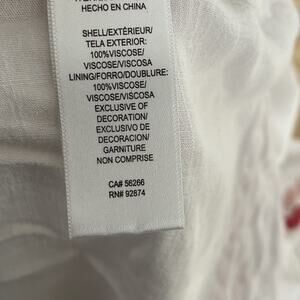 HECHO EN CHINA
SHELL/EXTÉRIEUR/
TELA EXTERIOR:
100%VISCOSE/
VISCOSE/VISCOSA
LINING/FORRO/DOUBLURE:
100%VISCOSE/
VISCOSE/VISCOSA
EXCLUSIVE OF
DECORATION/
EXCLUSIVO DE
DECORACION/
GARNITURE
NON COMPRISE
CA# 56266
RN# 92874